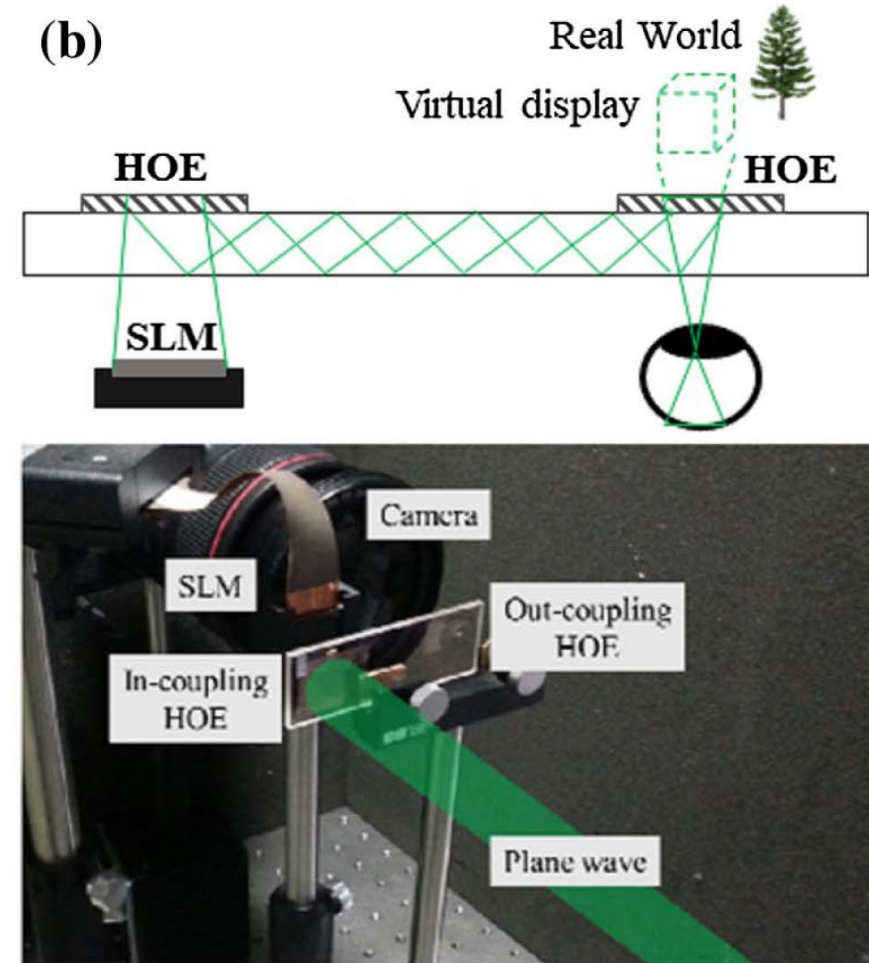 (b)
Real World
Virtual display
HOE
HOE
SLM
Camera
SLM
Out-coupling
HOE
In-coupling
HOE
Plane wave